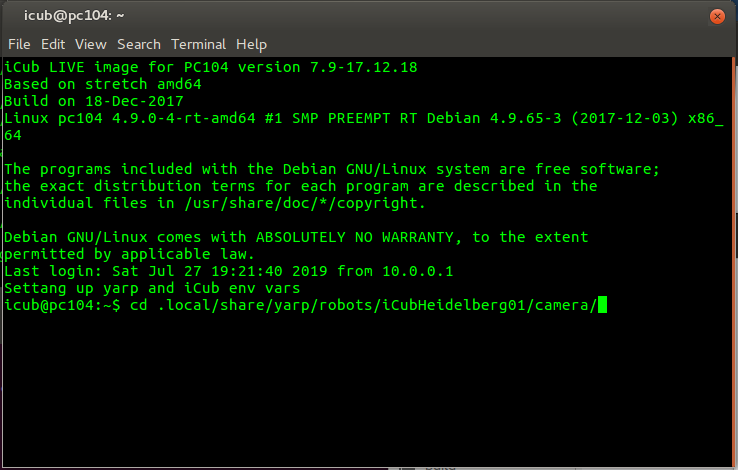 icub@pc104: ~
File Edit View Search Terminal Help
iCub LIVE image for PC104 version 7.9-17.12.18
Based on stretch amd64
Build on 18-Dec-2017
Linux pc104 4.9.0-4-rt-amd64 #1 SMP PREEMPT RT Debian 4.9.65-3 (2017-12-03) x86_
64
The programs included with the Debian GNU/Linux system are free software;
the exact distribution terms for each program are described in the
individual files in /usr/share/doc/*/copyright.
Debian GNU/Linux comes with ABSOLUTELY NO WARRANTY, to the extent
permitted by applicable law.
Last login: Sat Jul 27 19:21:40 2019 from 10.0.0.1
Settang up yarp and iCub env vars
icub@pc104:~$ cd .local/share/yarp/robots/iCubHeidelberg01/camera/